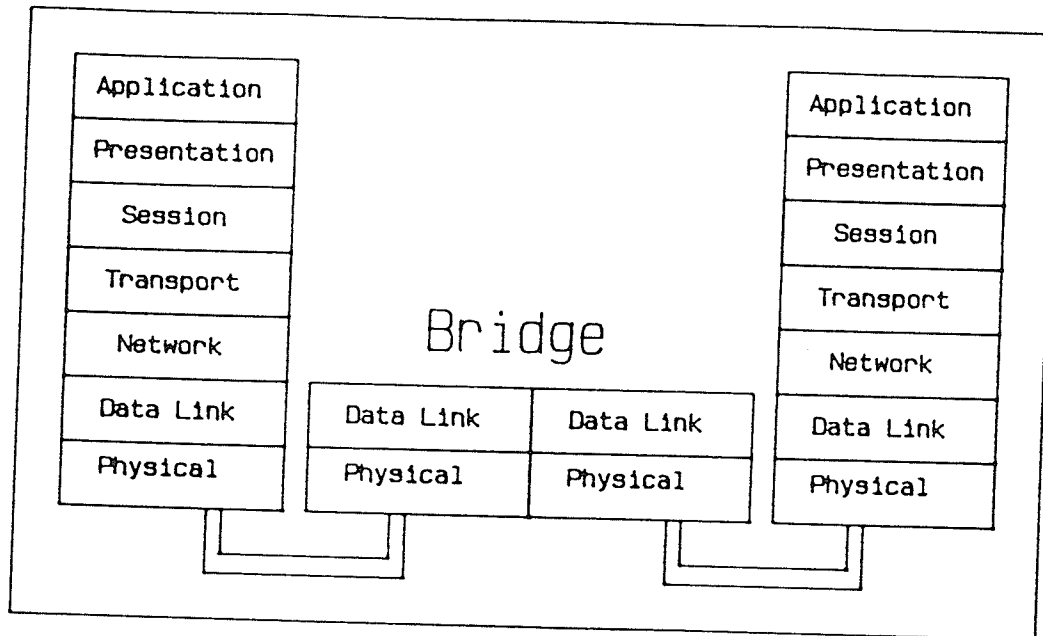 Application
Presentation
Session
Transport
Network
Data Link
Physical
Bridge
Data Link Data Link
Physical Physical
Application
Presentation
Session
Transport
Network
Data Link
Physical